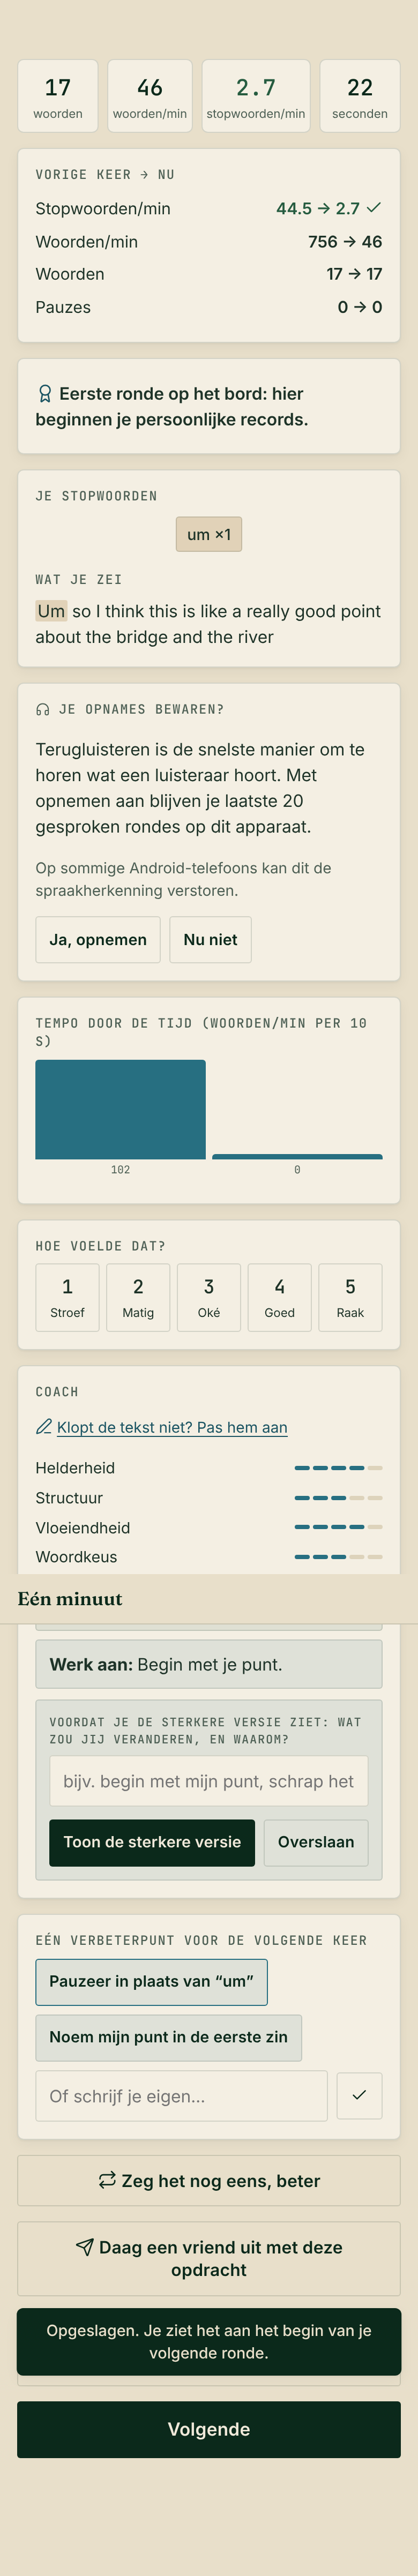 17
woorden
46
woorden/min
2.7
stopwoorden/min
22
seconden
VORIGE KEER → NU
Stopwoorden/min 44.5 → 2.7 ✓
Woorden/min 756 → 46
Woorden 17 → 17
Pauzes 0 → 0
Eerste ronde op het bord: hier
beginnen je persoonlijke records.
JE STOPWOORDEN
um ×1
WAT JE ZEI
Um so I think this is like a really good point
about the bridge and the river
JE OPNAMES BEWAREN?
Terugluisteren is de snelste manier om te
horen wat een luisteraar hoort. Met
opnemen aan blijven je laatste 20
gesproken rondes op dit apparaat.
Op sommige Android-telefoons kan dit de
spraakherkenning verstoren.
Ja, opnemen
Nu niet
TEMPO DOOR DE TIJD (WOORDEN/MIN PER 10
S)
102
0
HOE VOELDE DAT?
1
Stroef
2
Matig
3
Oké
4
Goed
5
Raak
COACH
Klopt de tekst niet? Pas hem aan
Helderheid
Structuur
Vloeiendheid
Woordkeus
Eén minuut
Werk aan: Begin met je punt.
VOORDAT JE DE STERKERE VERSIE ZIET: WAT
ZOU JIJ VERANDEREN, EN WAAROM?
bijv. begin met mijn punt, schrap het
Toon de sterkere versie
Overslaan
EÉN VERBETERPUNT VOOR DE VOLGENDE KEER
Pauzeer in plaats van “um”
Noem mijn punt in de eerste zin
Of schrijf je eigen...
Zeg het nog eens, beter
Daag een vriend uit met deze
opdracht
Opgeslagen. Je ziet het aan het begin van je
volgende ronde.
Volgende